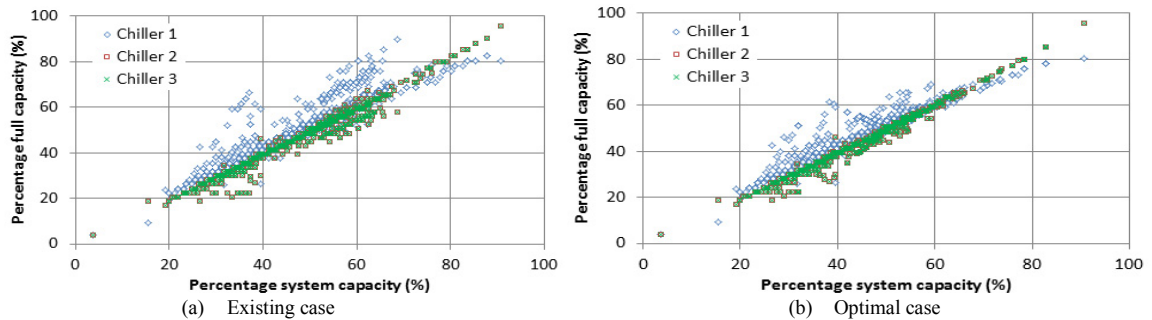 Percentage full capacity (%)
100
80
60
40
20
0
Chiller 1
Chiller 2
Chiller 3
0 20 40 60 80 100
Percentage system capacity (%)
(a) Existing case
Percentage full capacity (%)
100
80
60
40
20
0
Chiller 1
Chiller 2
Chiller 3
0 20 40 60 80 100
Percentage system capacity (%)
(b) Optimal case